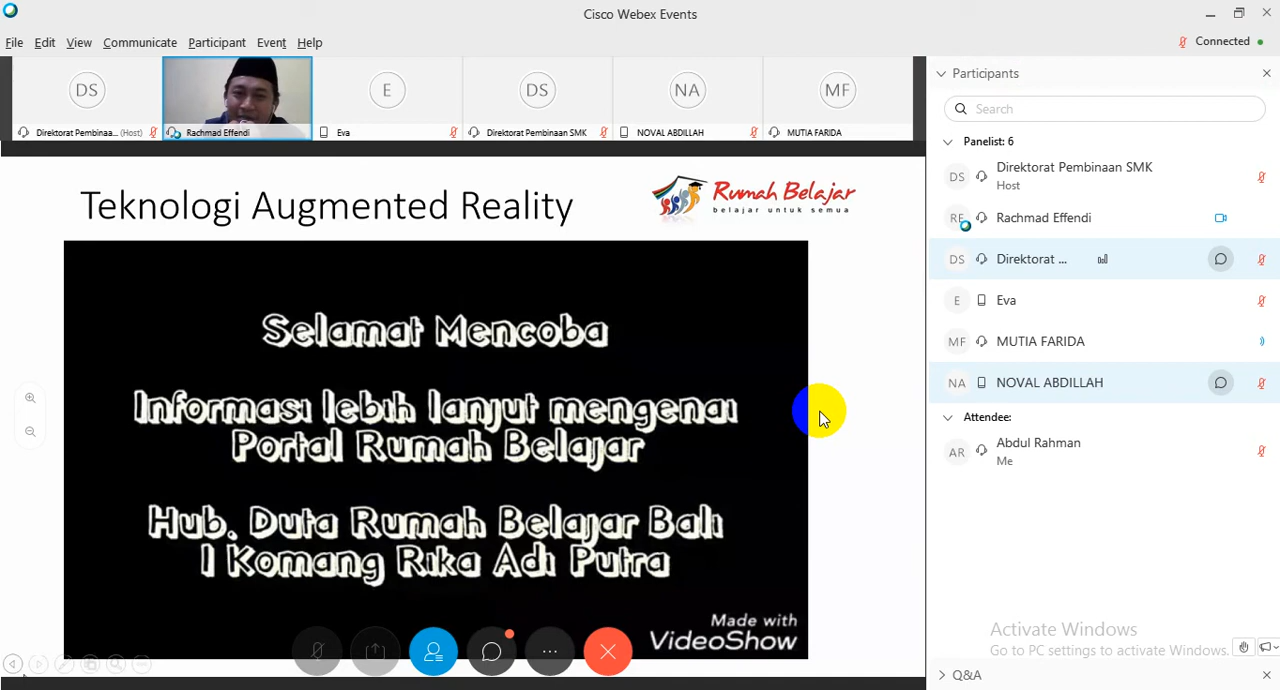 Cisco Webex Events
File Edit View Communicate Participant Event Help
Connected
DS
E
DS
NA
MF
Direktorat Pembinaa... (Host)
Rachmad Effendi
Eva
Direktorat Pembinaan SMK
NOVAL ABDILLAH
MUTIA FARIDA
Teknologi Augmented Reality
Rumah Belajar
belajar untuk semua
Selamat Mencoba
Informasi lebih lanjut mengenai
Portal Rumah Belajar
Hub. Duta Rumah Belajar Bali
I Komang Rika Adi Putra
Made with
VideoShow
Participants
Search
Panelist: 6
DS
Direktorat Pembinaan SMK
Host
RE
Rachmad Effendi
DS
Direktorat ...
E
Eva
MF
MUTIA FARIDA
NA
NOVAL ABDILLAH
Attendee:
AR
Abdul Rahman
Me
Activate Windows
Go to PC settings to activate Windows.
Q&A